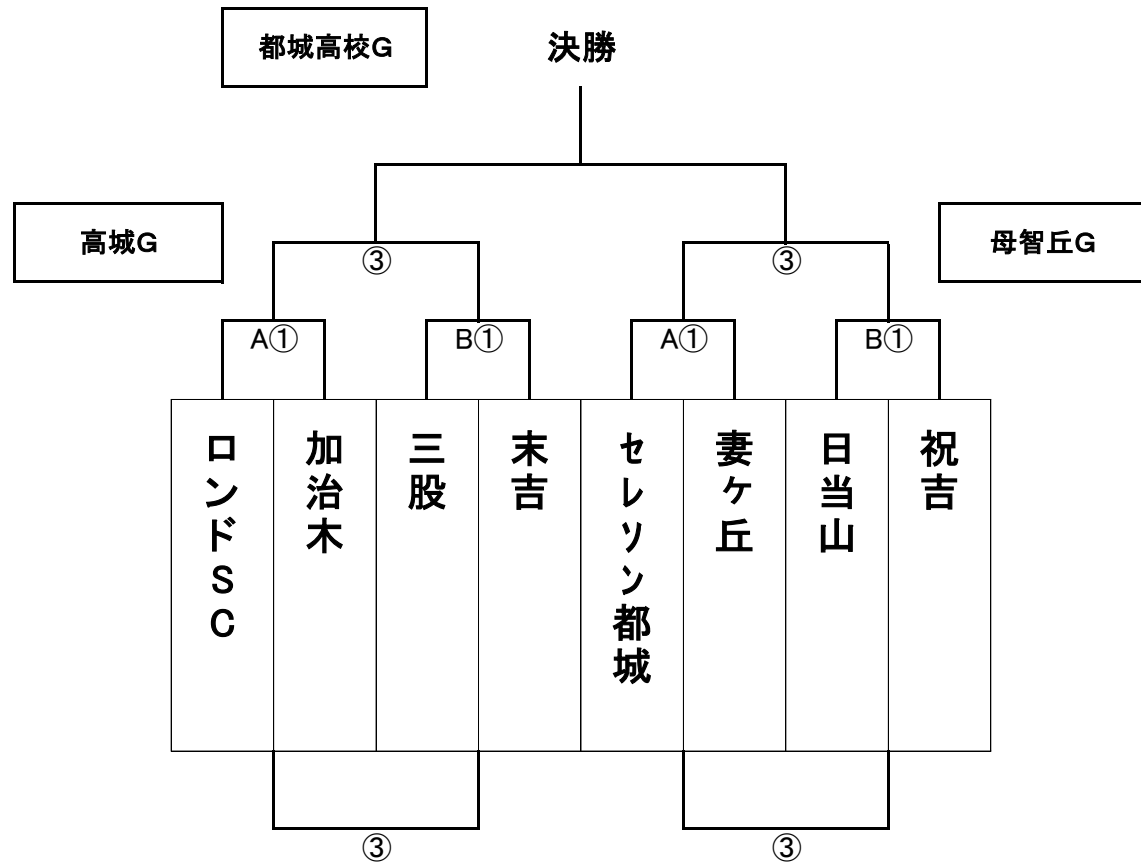 都城高校G
決勝
高城G
母智丘G
③
③
A①
B①
A①
B①
ロンドSC
加治木
三股
末吉
セレソン都城
妻ケ丘
日当山
祝吉
③
③